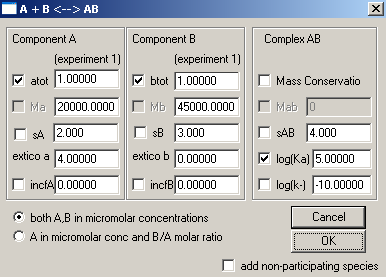 A + B <--> AB
Component A
Component B
Complex AB
(experiment 1)
(experiment 1)
atot 1.00000
btot 1.00000
Mass Conservatio
Ma 20000.0000
Mb 45000.0000
Mab 0
sA 2.000
sB 3.000
sAB 4.000
extico a 4.00000
extico b 0.00000
log(Ka) 5.00000
incfA 0.00000
incfB 0.00000
log(k-) -10.00000
both A,B in micromolar concentrations
Cancel
A in micromolar conc and B/A molar ratio
OK
add non-participating species